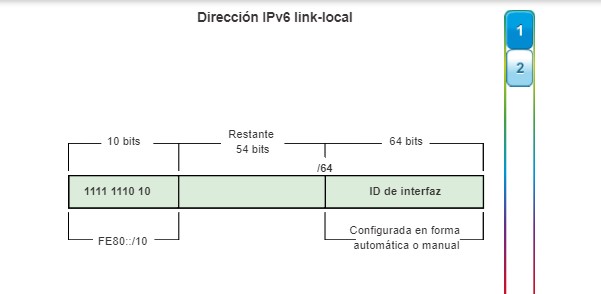 Dirección IPv6 link-local
1
2
10 bits
Restante
54 bits
64 bits
/64
1111 1110 10
ID de interfaz
FE80::/10
Configurada en forma
automática o manual